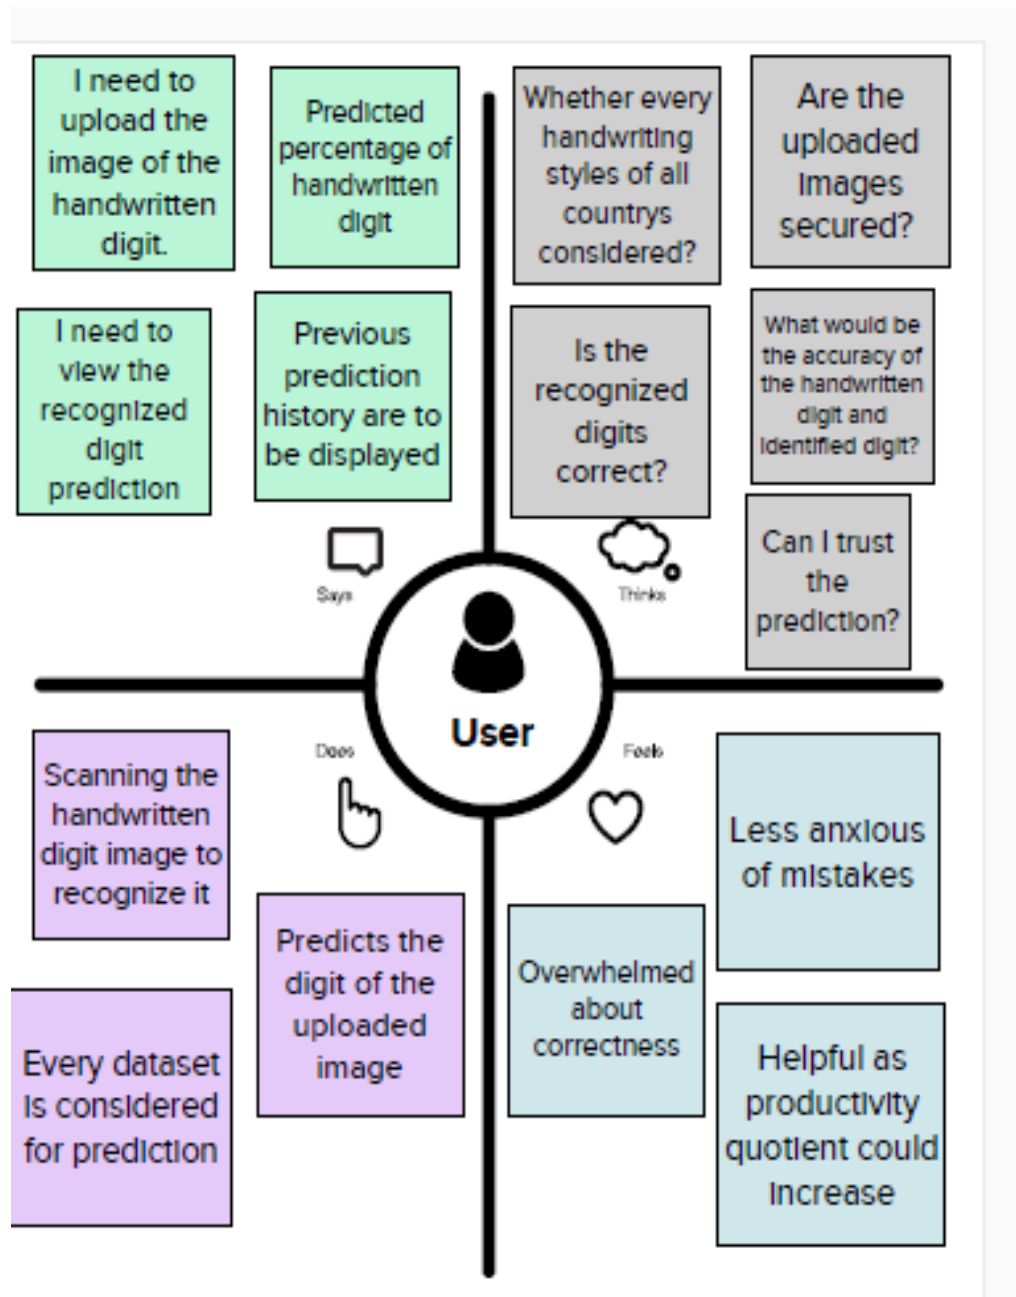 I need to
upload the
image of the
handwritten
digit.
Predicted
percentage of
handwritten
digit
Whether every
handwriting
styles of all
countrys
considered?
Are the
uploaded
images
secured?
I need to
view the
recognized
digit
prediction
Previous
prediction
history are to
be displayed
Is the
recognized
digits
correct?
What would be
the accuracy of
the handwritten
digit and
identified digit?
Can I trust
the
prediction?
Says
Thinks
User
Does
Feels
Scanning the
handwritten
digit image to
recognize it
Predicts the
digit of the
uploaded
image
Every dataset
is considered
for prediction
Less anxious
of mistakes
Overwhelmed
about
correctness
Helpful as
productivity
quotient could
increase